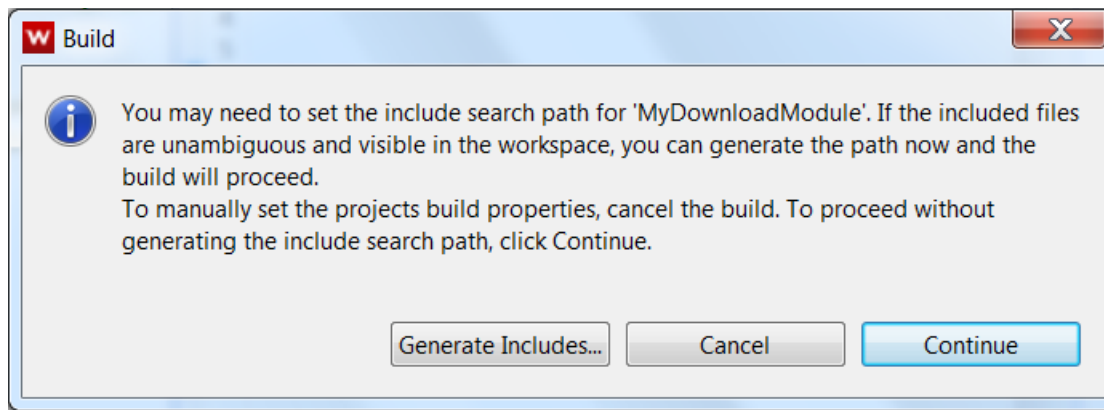 W Build
X
You may need to set the include search path for 'MyDownloadModule'. If the included files
are unambiguous and visible in the workspace, you can generate the path now and the
build will proceed.
To manually set the projects build properties, cancel the build. To proceed without
generating the include search path, click Continue.
Generate Includes... Cancel Continue